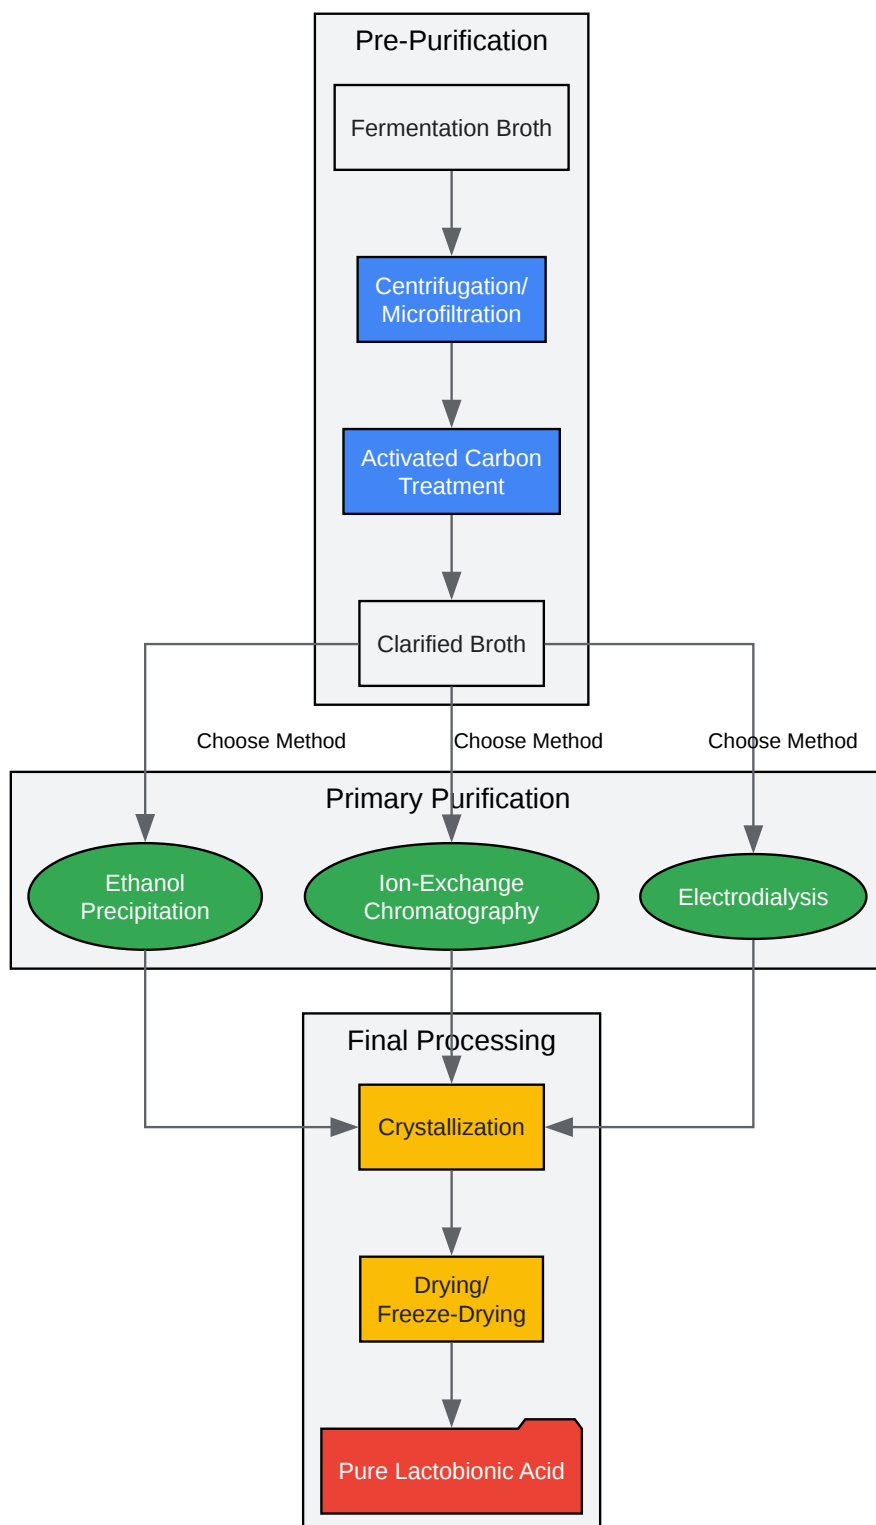 Pre-Purification
Fermentation Broth
Centrifugation/
Microfiltration
Activated Carbon
Treatment
Clarified Broth
Choose Method
Choose Method
Choose Method
Primary Purification
Ethanol
Precipitation
Ion-Exchange
Chromatography
Electrodialysis
Final Processing
Crystallization
Drying/
Freeze-Drying
Pure Lactobionic Acid